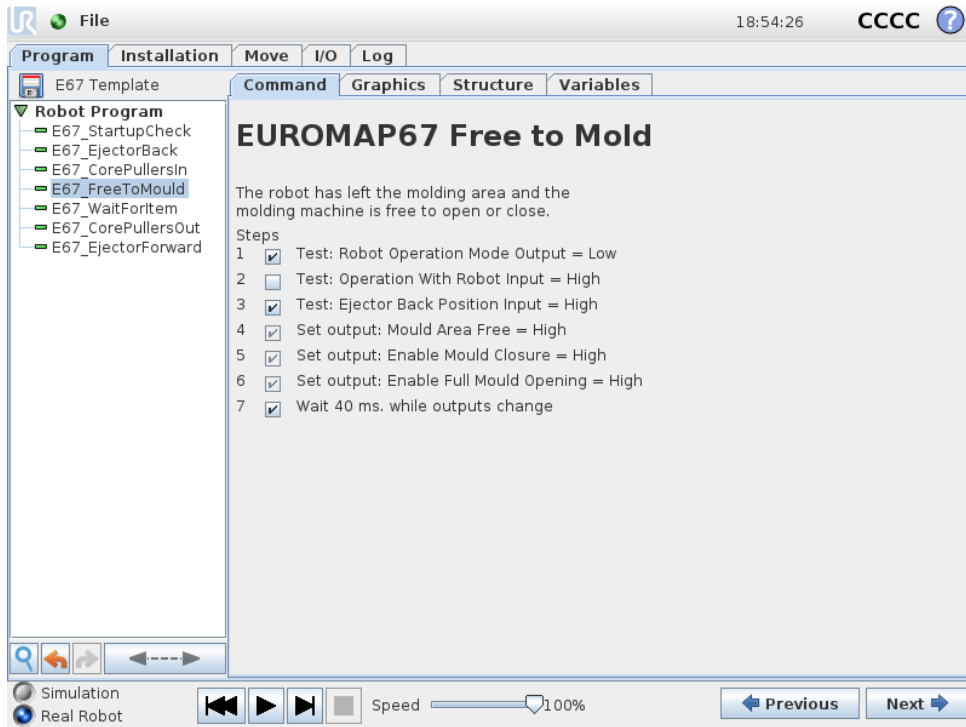 UR File 18:54:26 CCCC ?
Program Installation Move I/O Log
E67 Template Command Graphics Structure Variables
Robot Program
E67_StartupCheck
E67_EjectorBack
E67_CorePullersIn
E67_FreeToMould
E67_WaitForItem
E67_CorePullersOut
E67_EjectorForward
EUROMAP67 Free to Mold
The robot has left the molding area and the
molding machine is free to open or close.
Steps
1 Test: Robot Operation Mode Output = Low
2 Test: Operation With Robot Input = High
3 Test: Ejector Back Position Input = High
4 Set output: Mould Area Free = High
5 Set output: Enable Mould Closure = High
6 Set output: Enable Full Mould Opening = High
7 Wait 40 ms. while outputs change
Simulation
Real Robot
Speed 100% Previous Next